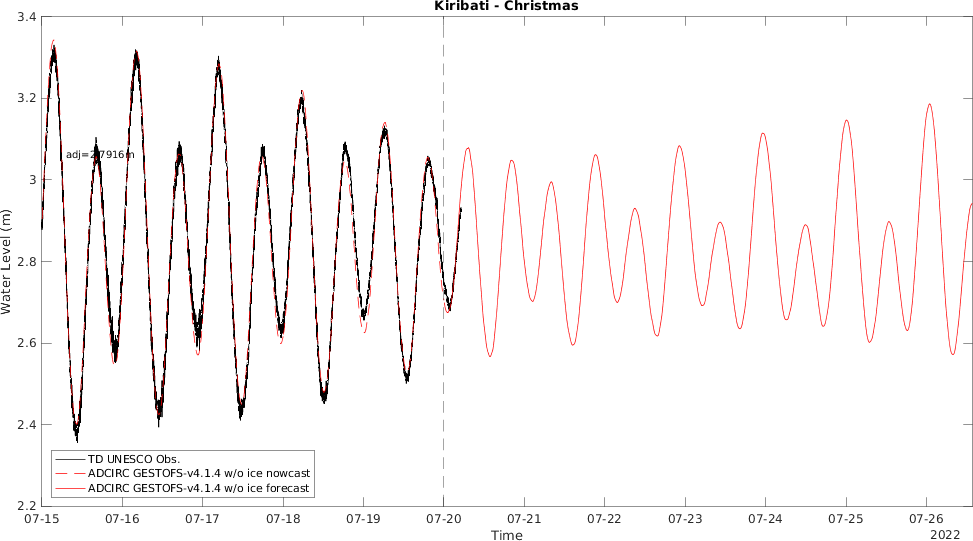 Kiribati - Christmas
3.4
3.2
3
2.8
2.6
2.4
2.2
Water Level (m)
adj=2.7916m
TD UNESCO Obs.
ADCIRC GESTOFS-v4.1.4 w/o ice nowcast
ADCIRC GESTOFS-v4.1.4 w/o ice forecast
07-15 07-16 07-17 07-18 07-19 07-20 07-21 07-22 07-23 07-24 07-25 07-26
Time
2022